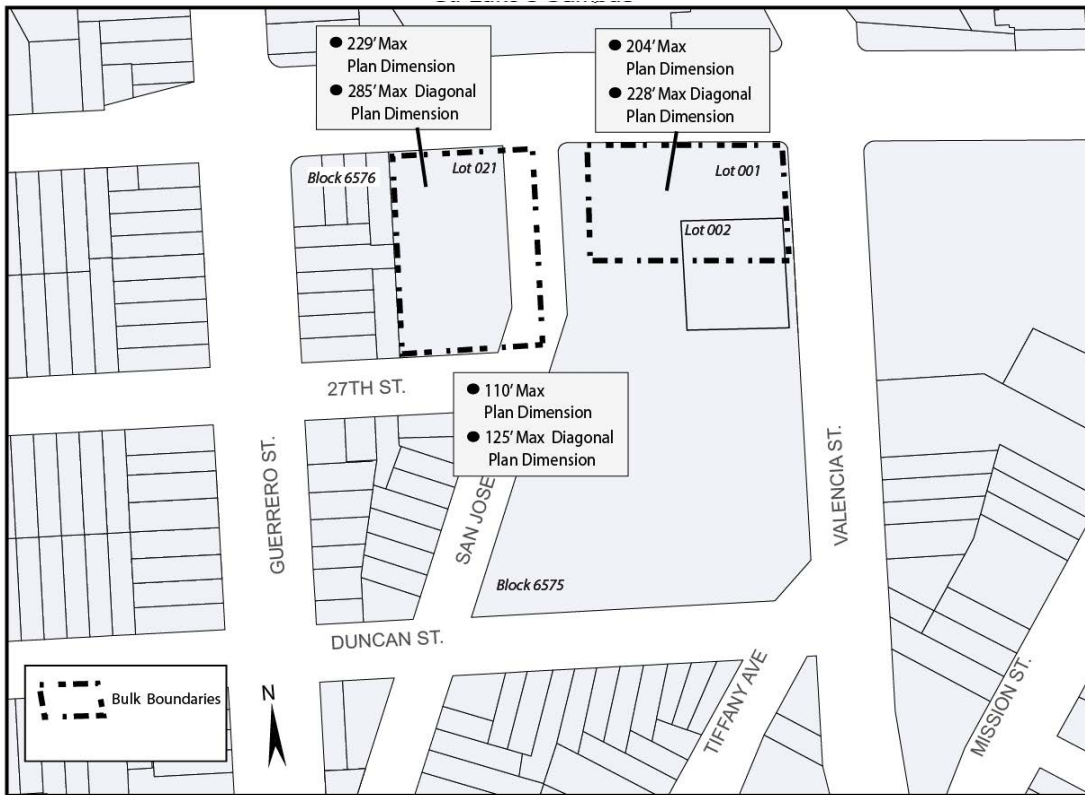 ● 229' Max
Plan Dimension
● 285' Max Diagonal
Plan Dimension
● 204' Max
Plan Dimension
● 228' Max Diagonal
Plan Dimension
Block 6576
Lot 021
Lot 001
Lot 002
27TH ST.
● 110' Max
Plan Dimension
● 125' Max Diagonal
Plan Dimension
GUERRERO ST.
SAN JOSE
VALENCIA ST.
Block 6575
DUNCAN ST.
TIFFANY AVE
MISSION ST.
Bulk Boundaries
N